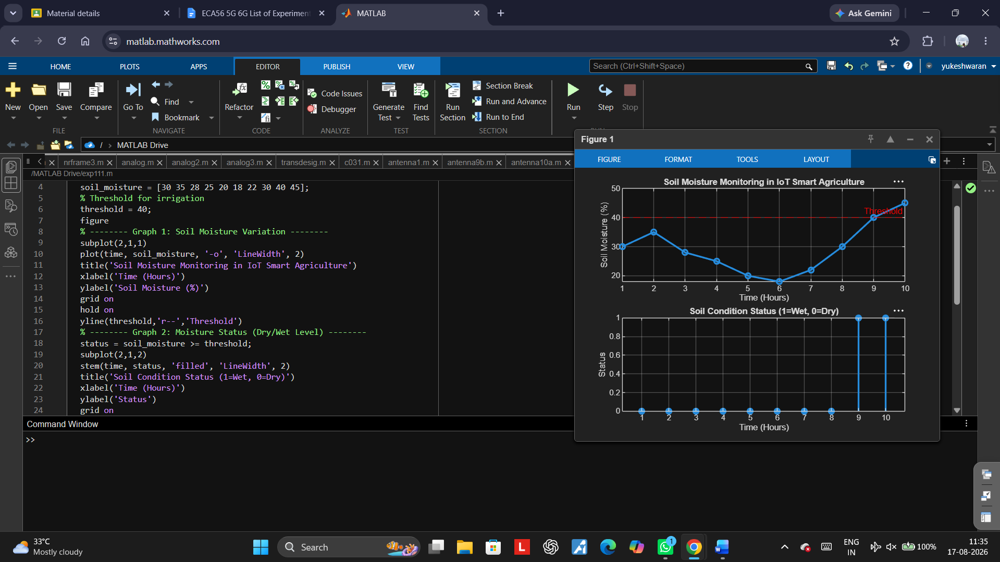 Material details
ECA56 5G 6G List of Experiment
MATLAB
Ask Gemini
matlab.mathworks.com
HOME
PLOTS
APPS
EDITOR
PUBLISH
VIEW
Search (Ctrl+Shift+Space)
yukeshwaran
New
Open
Save
Compare
FILE
Go To
Find
Bookmark
NAVIGATE
Refactor
CODE
Code Issues
Debugger
ANALYZE
Generate
Test
Find
Tests
TEST
Run
Section
Section Break
Run and Advance
Run to End
SECTION
Run
Step
Stop
/ › MATLAB Drive
nrframe3.m
analog.m
analog2.m
analog3.m
transdesig.m
c031.m
antenna1.m
antenna9b.m
antenna10a.m
/MATLAB Drive/exp111.m
4 soil_moisture = [30 35 28 25 20 18 22 30 40 45];
5 % Threshold for irrigation
6 threshold = 40;
7 figure
8 % -------- Graph 1: Soil Moisture Variation --------
9 subplot(2,1,1)
10 plot(time, soil_moisture, '-o', 'LineWidth', 2)
11 title('Soil Moisture Monitoring in IoT Smart Agriculture')
12 xlabel('Time (Hours)')
13 ylabel('Soil Moisture (%)')
14 grid on
15 hold on
16 yline(threshold,'r--','Threshold')
17 % -------- Graph 2: Moisture Status (Dry/Wet Level) --------
18 status = soil_moisture >= threshold;
19 subplot(2,1,2)
20 stem(time, status, 'filled', 'LineWidth', 2)
21 title('Soil Condition Status (1=Wet, 0=Dry)')
22 xlabel('Time (Hours)')
23 ylabel('Status')
24 grid on
Command Window
>>
Figure 1
FIGURE
FORMAT
TOOLS
LAYOUT
Soil Moisture Monitoring in IoT Smart Agriculture
Soil Moisture (%)
50
40
30
20
Threshold
1 2 3 4 5 6 7 8 9 10
Time (Hours)
Soil Condition Status (1=Wet, 0=Dry)
Status
1
0.8
0.6
0.4
0.2
0
1 2 3 4 5 6 7 8 9 10
Time (Hours)
33°C
Mostly cloudy
Search
L
1
ENG
IN
100%
11:35
17-08-2026